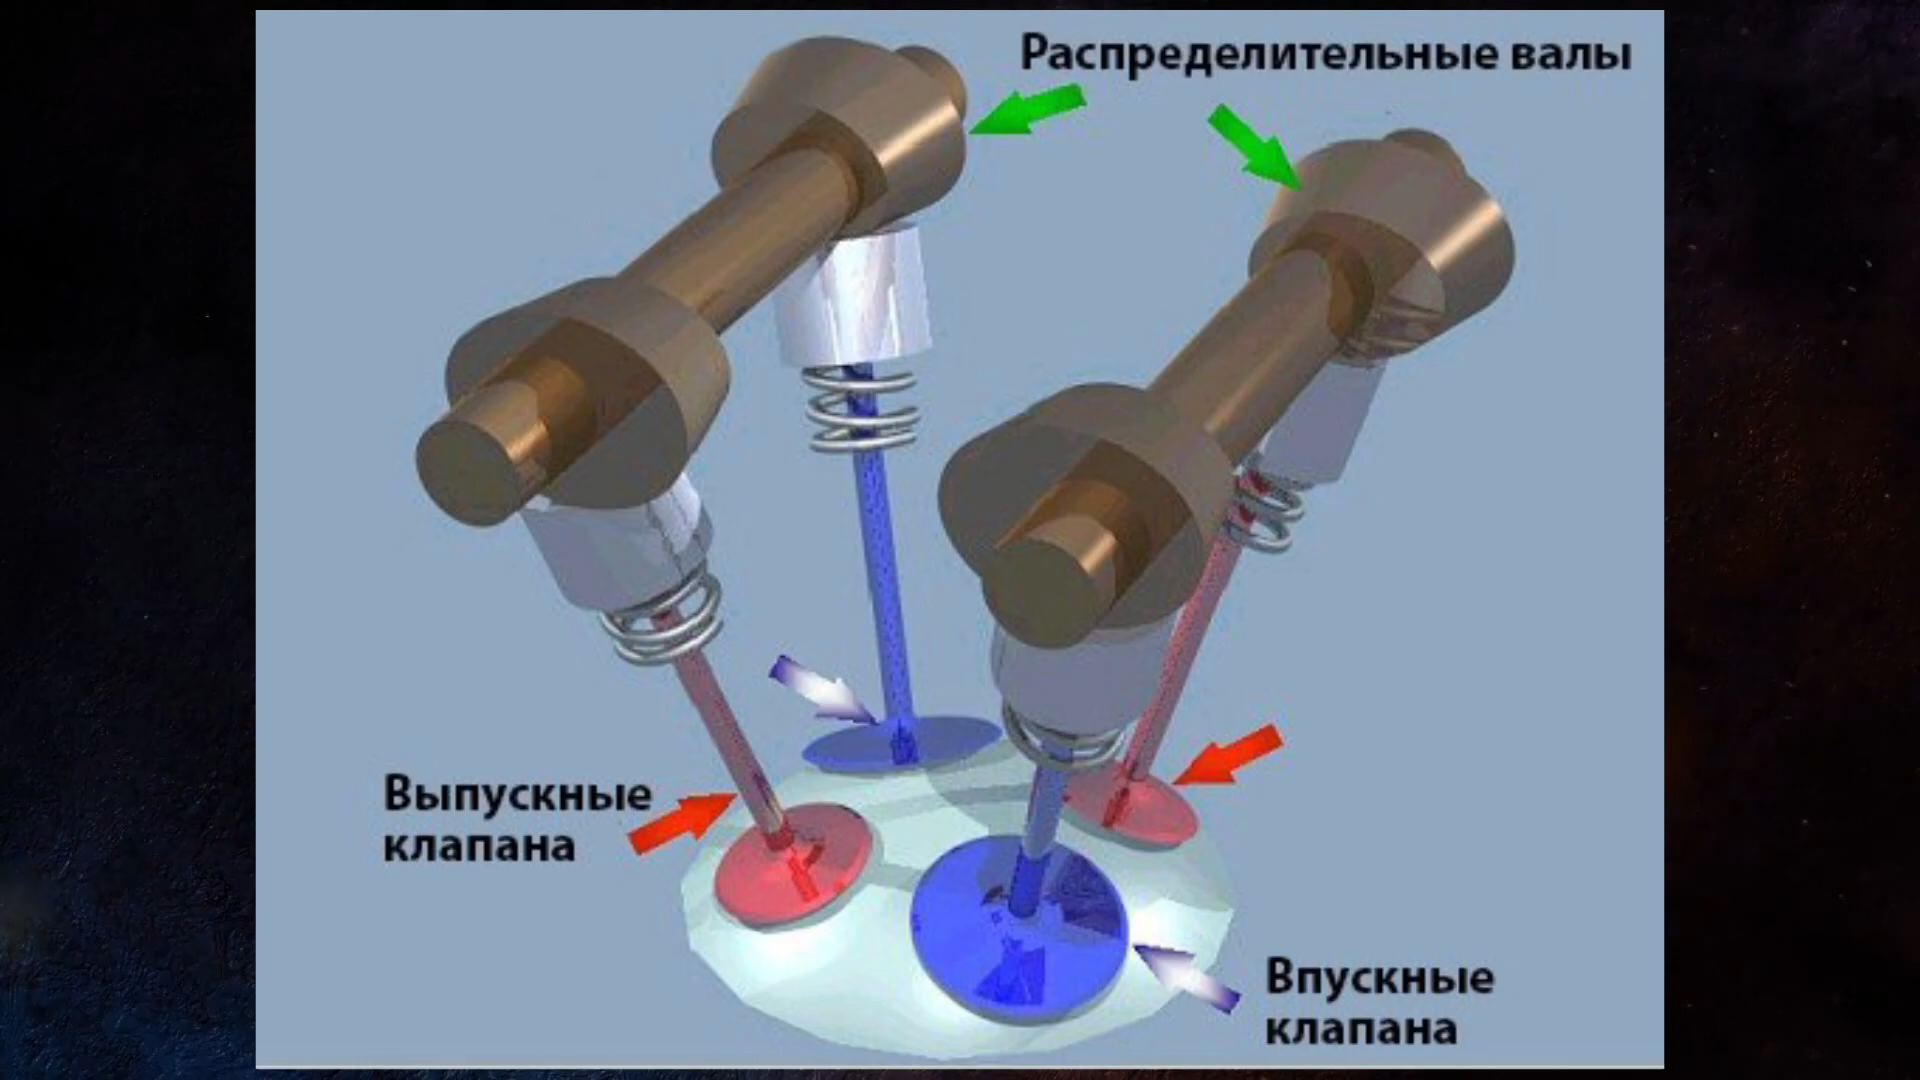 Распределительные валы
Выпускные
клапана
Впускные
клапана